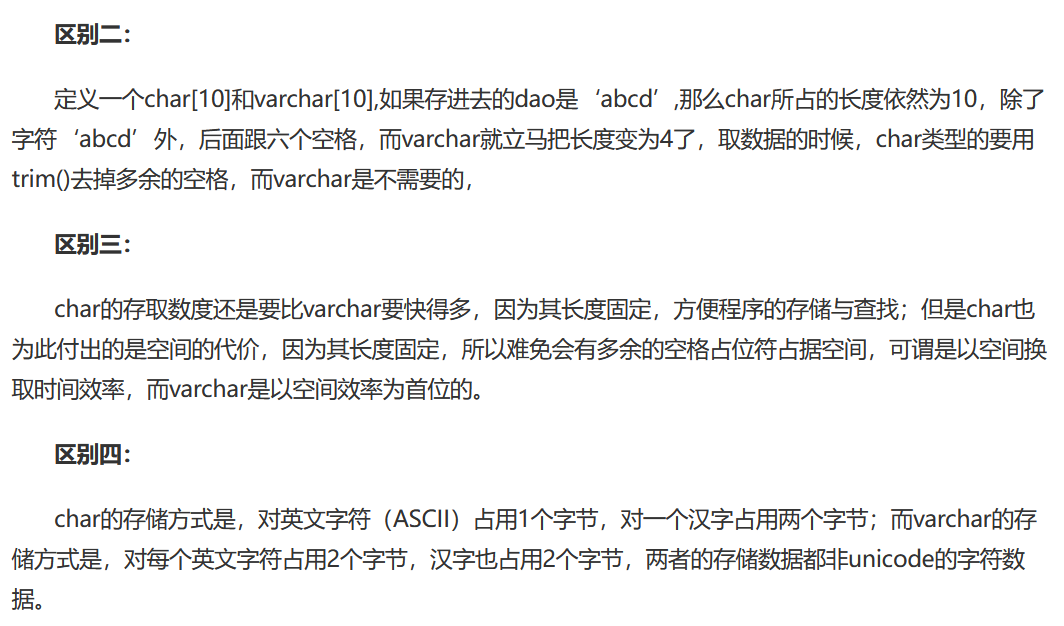 区别二：
定义一个char[10]和varchar[10],如果存进去的dao是‘abcd’,那么char所占的长度依然为10，除了
字符‘abcd’外，后面跟六个空格，而varchar就立马把长度变为4了，取数据的时候，char类型的要用
trim()去掉多余的空格，而varchar是不需要的，
区别三：
char的存取数度还是要比varchar要快得多，因为其长度固定，方便程序的存储与查找；但是char也
为此付出的是空间的代价，因为其长度固定，所以难免会有多余的空格占位符占据空间，可谓是以空间换
取时间效率，而varchar是以空间效率为首位的。
区别四：
char的存储方式是，对英文字符（ASCII）占用1个字节，对一个汉字占用两个字节；而varchar的存
储方式是，对每个英文字符占用2个字节，汉字也占用2个字节，两者的存储数据都非unicode的字符数
据。